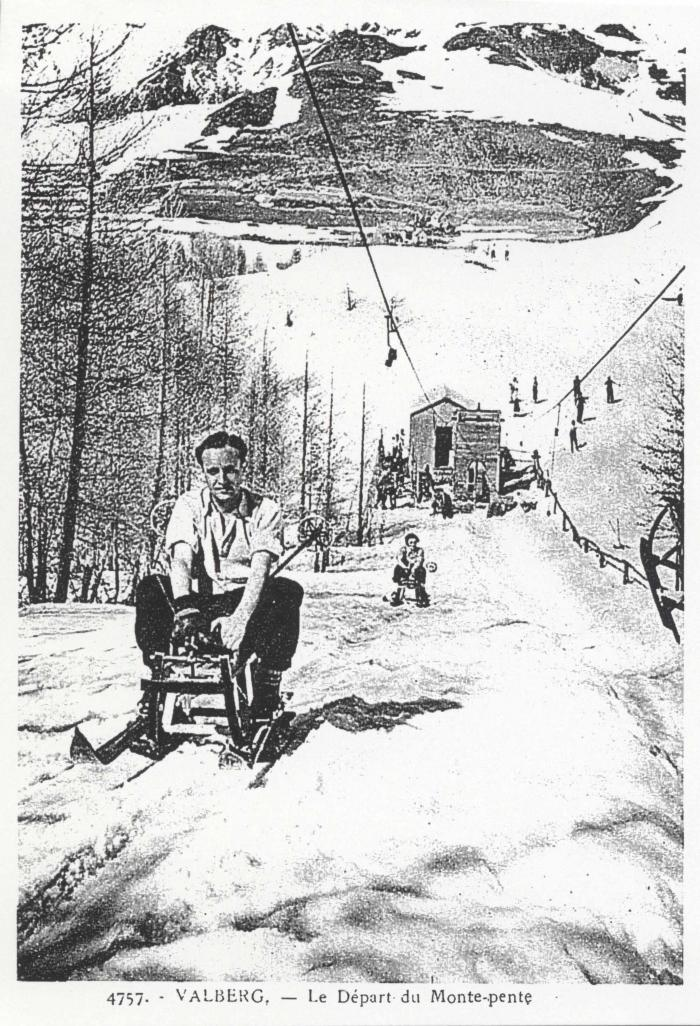 4757. - VALBERG. — Le Départ du Monte-pente